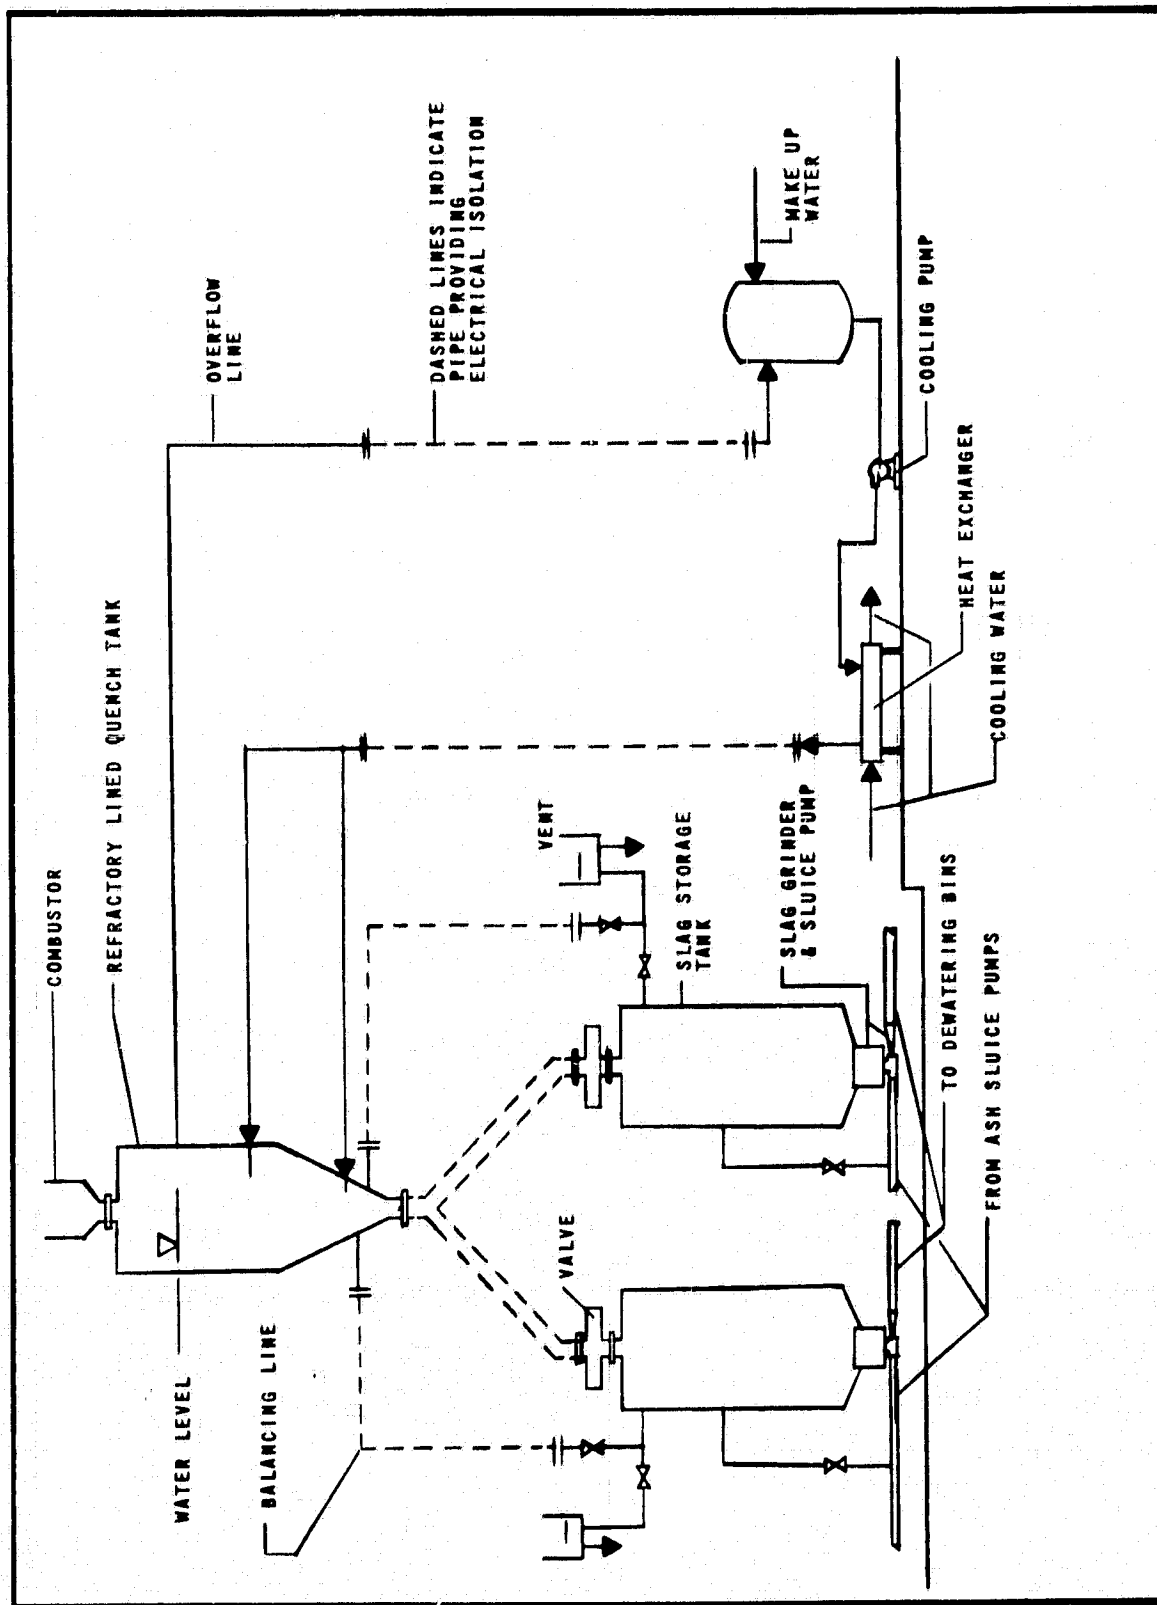 COMBUSTOR
REFRACTORY LINED QUENCH TANK
WATER LEVEL
BALANCING LINE
OVERFLOW
LINE
DASHED LINES INDICATE
PIPE PROVIDING
ELECTRICAL ISOLATION
VALVE
VENT
SLAG STORAGE
TANK
SLAG GRINDER
& SLUICE PUMP
MAKE UP
WATER
COOLING PUMP
HEAT EXCHANGER
COOLING WATER
TO DEWATERING BINS
FROM ASH SLUICE PUMPS